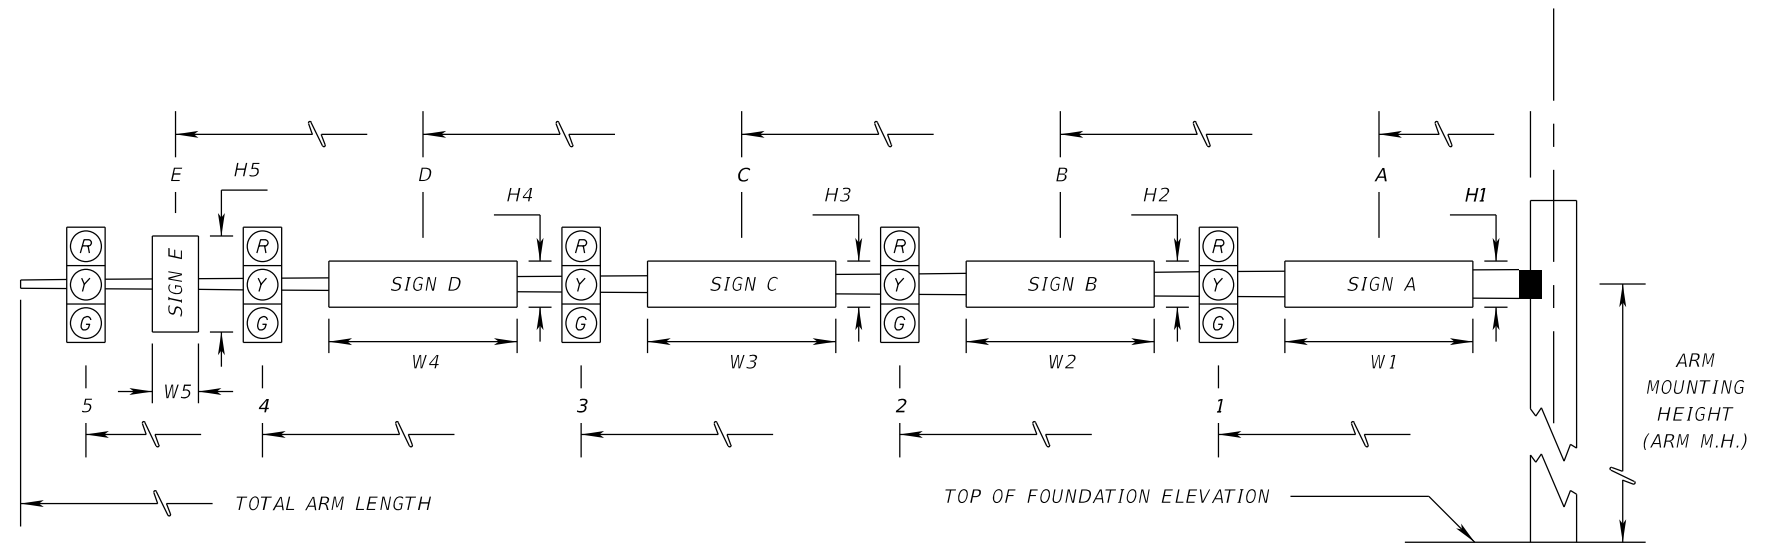 E
D
C
B
A
H5
H4
H3
H2
H1
R
R
R
R
R
Y
SIGN E
Y
SIGN D
Y
SIGN C
Y
SIGN B
Y
SIGN A
G
G
G
G
G
W5
W4
W3
W2
W1
5
4
3
2
1
ARM
MOUNTING
HEIGHT
(ARM M.H.)
TOTAL ARM LENGTH
TOP OF FOUNDATION ELEVATION